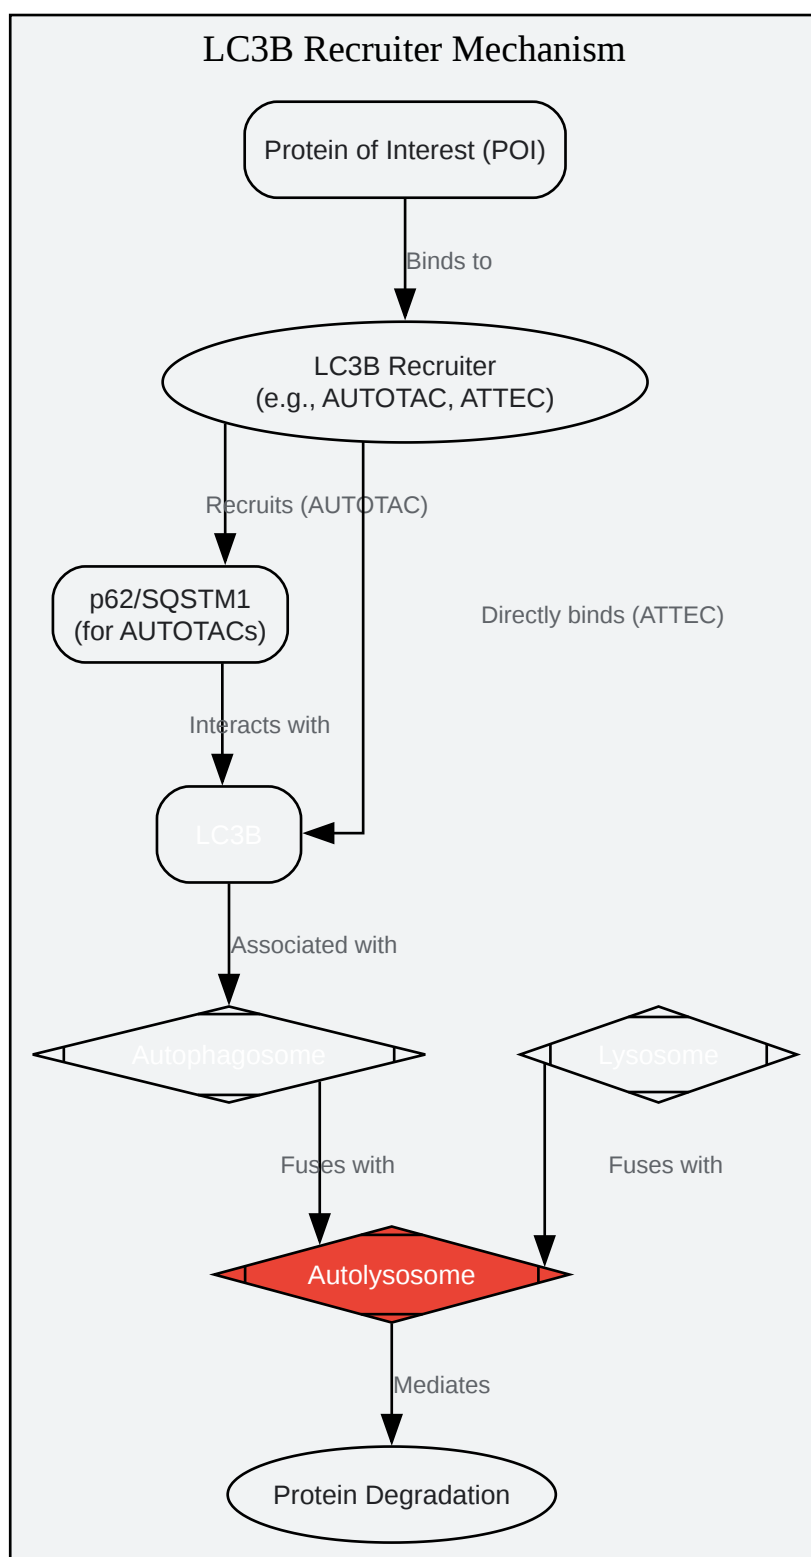 LC3B Recruiter Mechanism
Protein of Interest (POI)
Binds to
LC3B Recruiter
(e.g., AUTOTAC, ATTEC)
Recruits (AUTOTAC)
p62/SQSTM1
(for AUTOTACs)
Directly binds (ATTEC)
Interacts with
LC3B
Associated with
Autophagosome
Lysosome
Fuses with
Fuses with
Autolysosome
Mediates
Protein Degradation